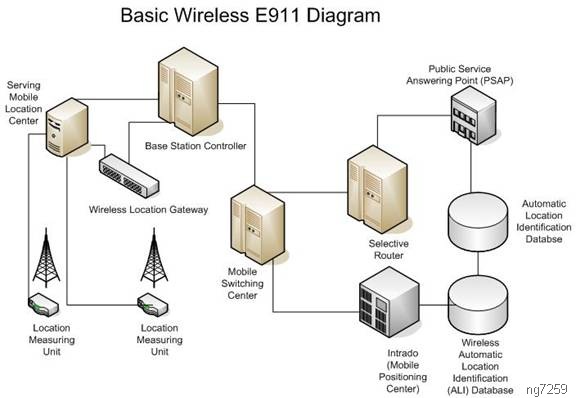 Basic Wireless E911 Diagram
Serving
Mobile
Location
Center
Base Station Controller
Public Service
Answering Point (PSAP)
Wireless Location Gateway
Automatic
Location
Identification
Databse
Selective
Router
Mobile
Switching
Center
Location
Measuring
Unit
Location
Measuring
Unit
Intrado
(Mobile
Positioning
Center)
Wireless
Automatic
Location
Identification
(ALI) Database
ng7259